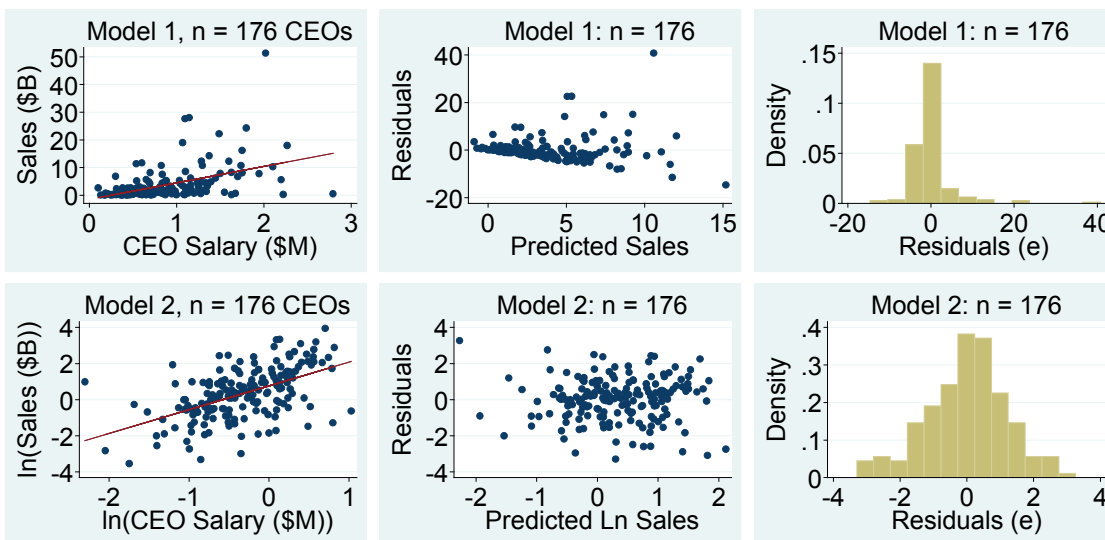 Model 1, n = 176 CEOs
Sales ($B)
50
40
30
20
10
0
0 1 2 3
CEO Salary ($M)
Model 1: n = 176
Residuals
40
20
0
-20
0 5 10 15
Predicted Sales
Model 1: n = 176
Density
.15
.1
.05
0
-20 0 20 40
Residuals (e)
Model 2, n = 176 CEOs
ln(Sales ($B))
4
2
0
-2
-4
-2 -1 0 1
ln(CEO Salary ($M))
Model 2: n = 176
Residuals
4
2
0
-2
-4
-2 -1 0 1 2
Predicted Ln Sales
Model 2: n = 176
Density
.4
.3
.2
.1
0
-4 -2 0 2 4
Residuals (e)